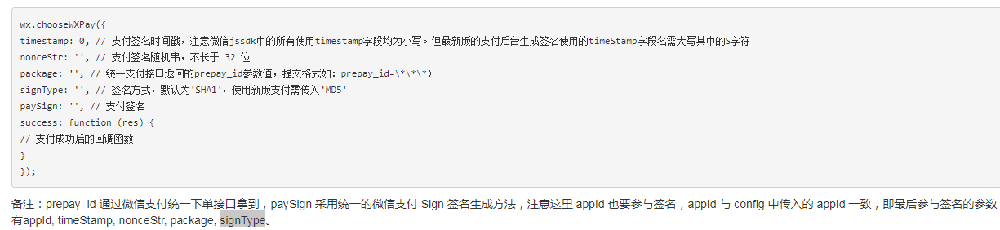 wx.chooseWXPay({
timestamp: 0, // 支付签名时间戳，注意微信jssdk中的所有使用timestamp字段均为小写。但最新版的支付后台生成签名使用的timeStamp字段名需大写其中的S字符
nonceStr: '', // 支付签名随机串，不长于 32 位
package: '', // 统一支付接口返回的prepay_id参数值，提交格式如：prepay_id=\*\*\*）
signType: '', // 签名方式，默认为'SHA1'，使用新版支付需传入'MD5'
paySign: '', // 支付签名
success: function (res) {
// 支付成功后的回调函数
}
});
备注：prepay_id 通过微信支付统一下单接口拿到，paySign 采用统一的微信支付 Sign 签名生成方法，注意这里 appId 也要参与签名，appId 与 config 中传入的 appId 一致，即最后参与签名的参数
有appId, timeStamp, nonceStr, package, signType。